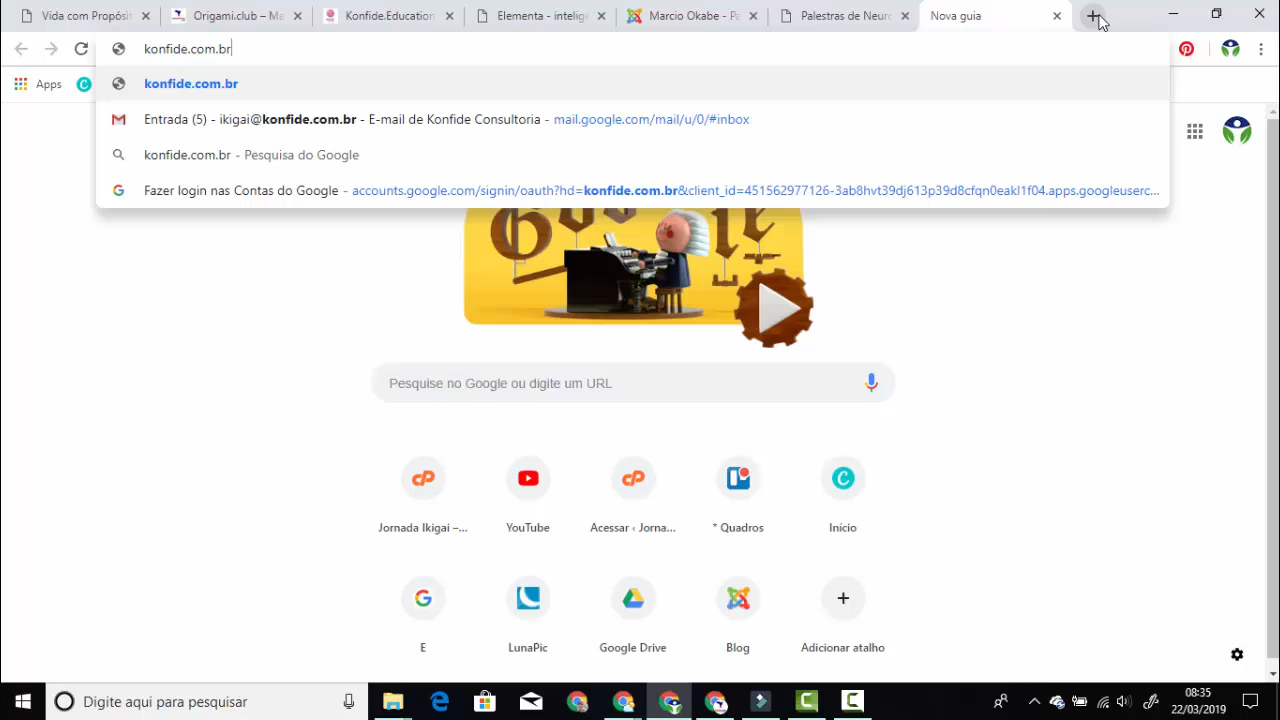 Vida com Propósit
Origami.club – Ma
Konfide.Education
Elementa - intelig
Marcio Okabe - Pa
Palestras de Neuro
Nova guia
konfide.com.br
Apps
konfide.com.br
Entrada (5) - ikigai@konfide.com.br - E-mail de Konfide Consultoria - mail.google.com/mail/u/0/#inbox
konfide.com.br - Pesquisa do Google
Fazer login nas Contas do Google - accounts.google.com/signin/oauth?hd=konfide.com.br&client_id=451562977126-3ab8hvt39dj613p39d8cfqn0eakl1f04.apps.googleuserc...
Pesquise no Google ou digite um URL
Jornada Ikigai –...
YouTube
Acessar ‹ Jorna...
* Quadros
Início
E
LunaPic
Google Drive
Blog
Adicionar atalho
Digite aqui para pesquisar
08:35
22/03/2019